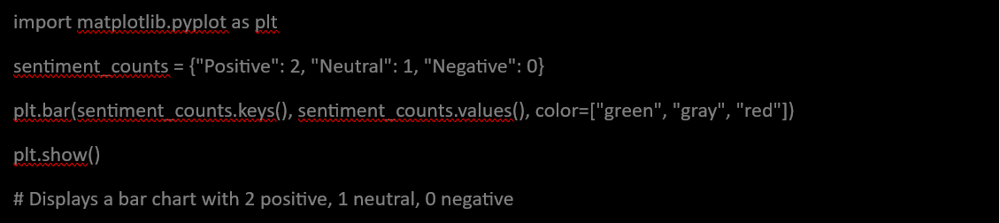 import matplotlib.pyplot as plt
sentiment_counts = {"Positive": 2, "Neutral": 1, "Negative": 0}
plt.bar(sentiment_counts.keys(), sentiment_counts.values(), color=["green", "gray", "red"])
plt.show()
# Displays a bar chart with 2 positive, 1 neutral, 0 negative